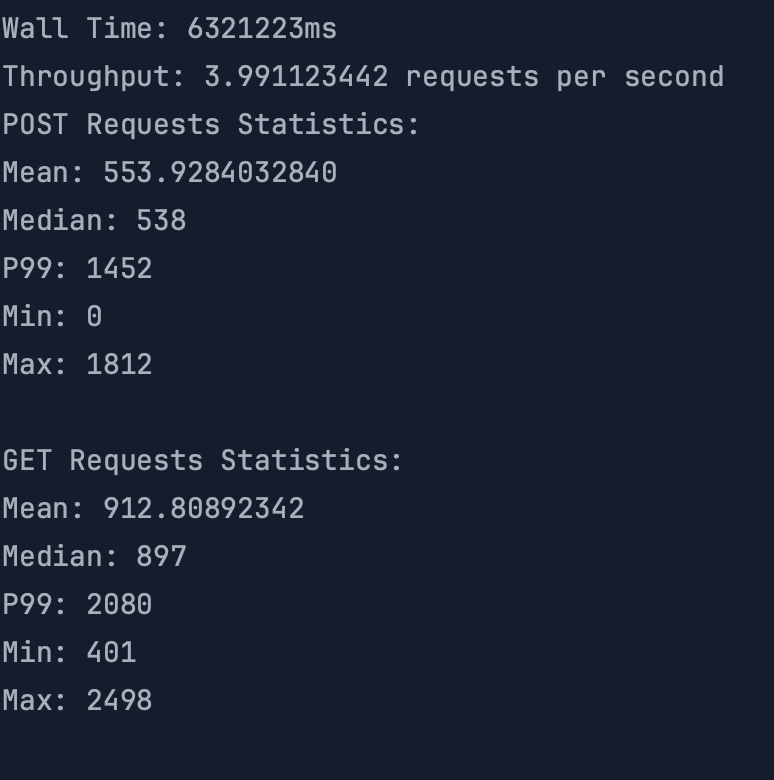 Wall Time: 6321223ms
Throughput: 3.991123442 requests per second
POST Requests Statistics:
Mean: 553.9284032840
Median: 538
P99: 1452
Min: 0
Max: 1812
GET Requests Statistics:
Mean: 912.80892342
Median: 897
P99: 2080
Min: 401
Max: 2498